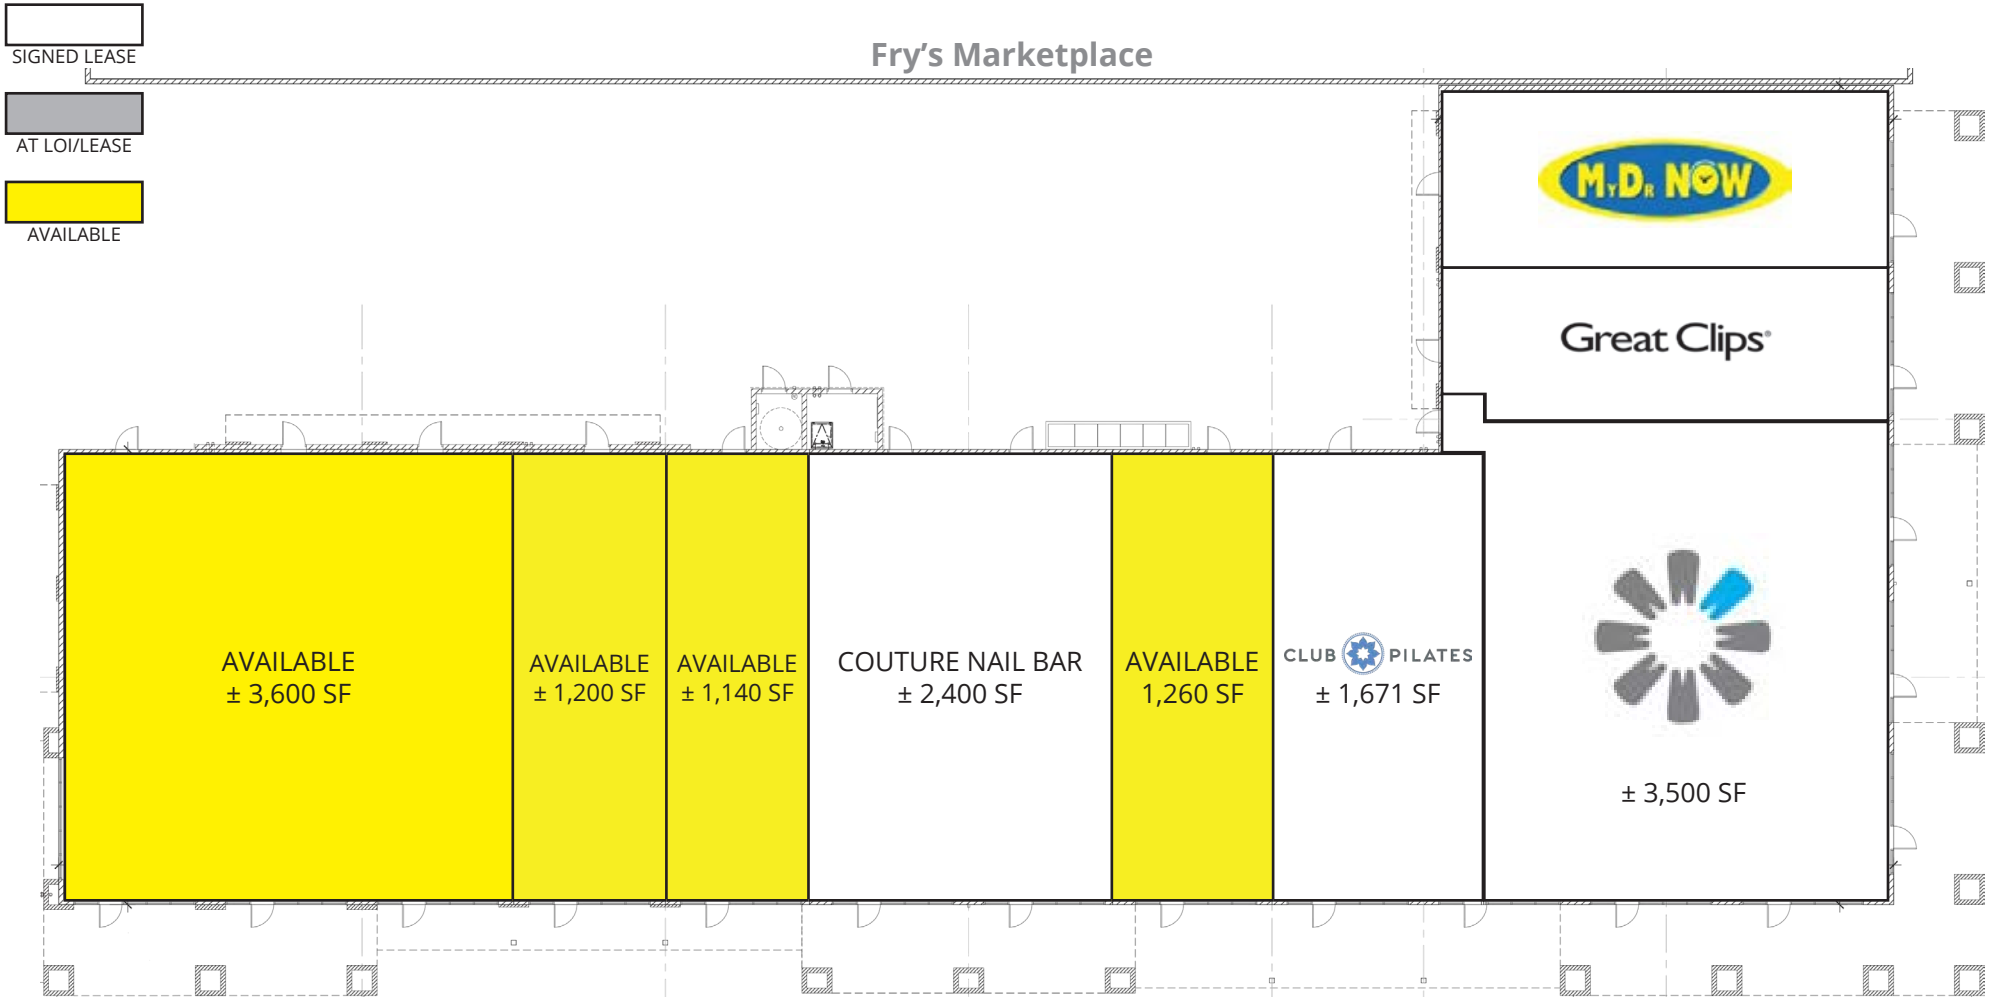 SIGNED LEASE
AT LOI/LEASE
AVAILABLE
Fry's Marketplace
MYDR NOW
Great Clips®
AVAILABLE
± 3,600 SF
AVAILABLE
± 1,200 SF
AVAILABLE
± 1,140 SF
COUTURE NAIL BAR
± 2,400 SF
AVAILABLE
1,260 SF
CLUB PILATES
± 1,671 SF
± 3,500 SF